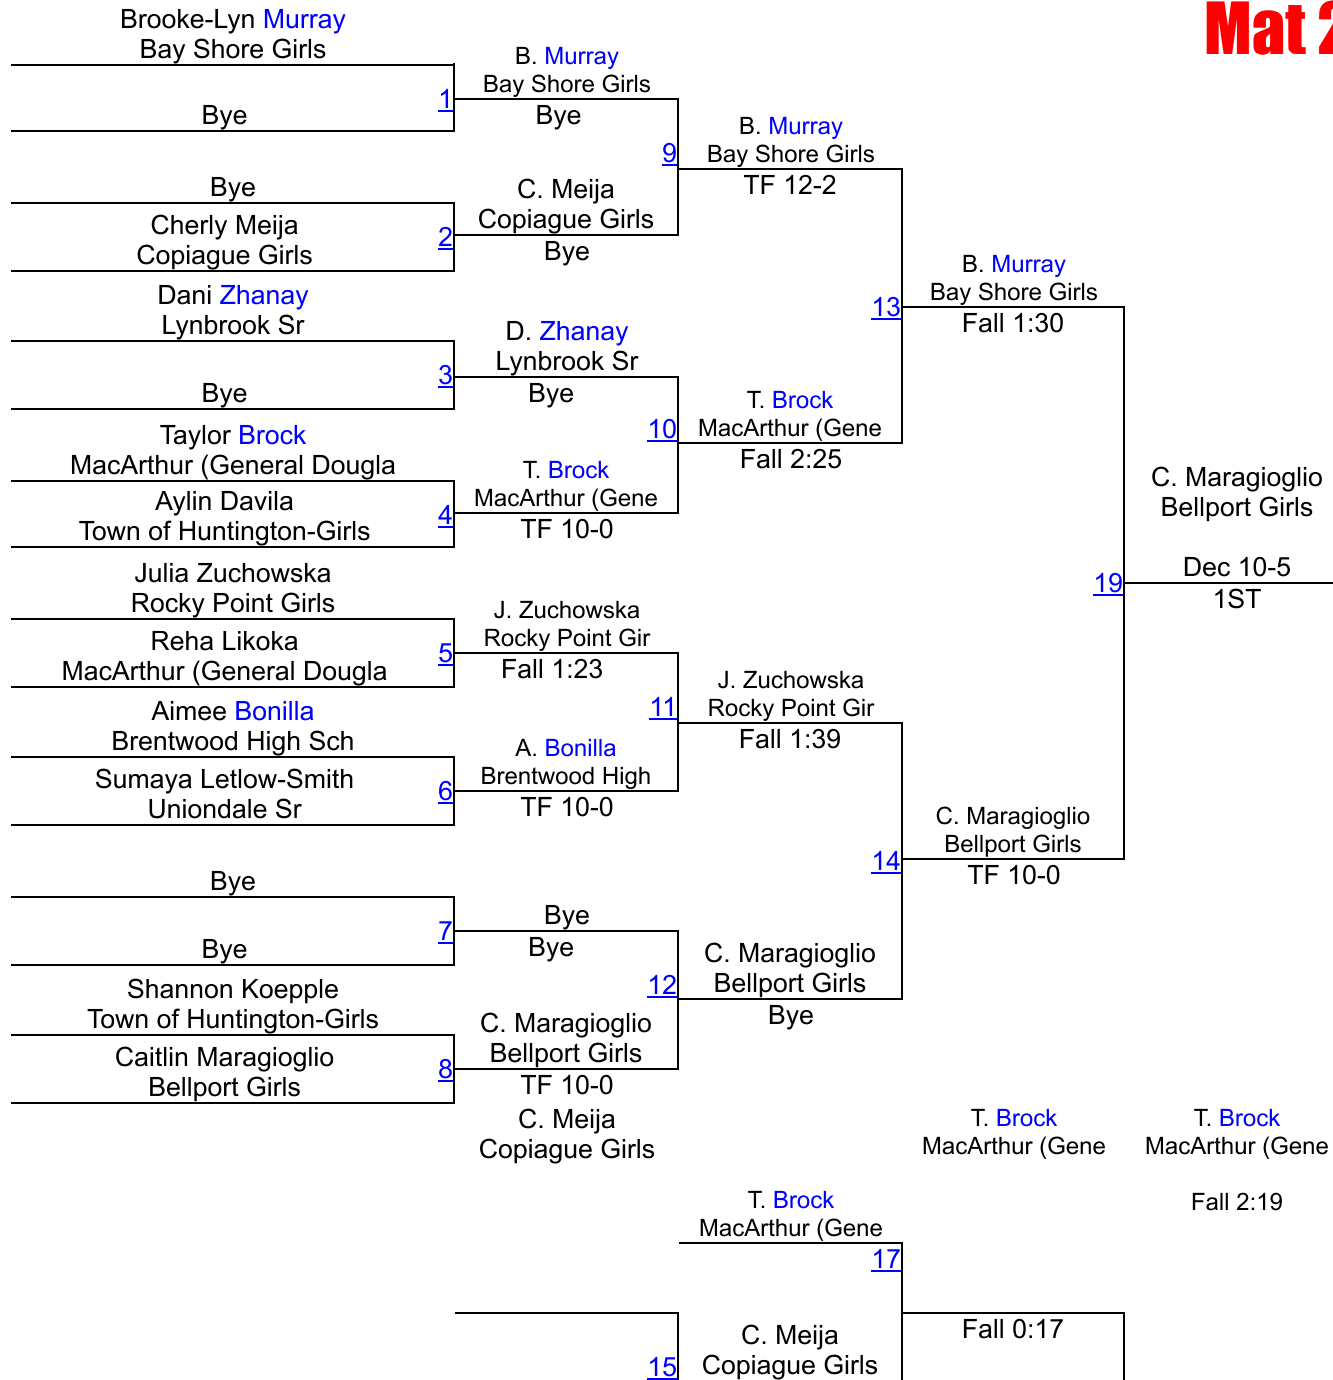 Brooke-Lyn Murray
Bay Shore Girls
Mat 2
B. Murray
Bay Shore Girls
1
Bye
Bye
B. Murray
Bay Shore Girls
9
TF 12-2
Bye
C. Meija
Copiague Girls
Cherly Meija
Copiague Girls
2
Bye
B. Murray
Bay Shore Girls
13
Fall 1:30
Dani Zhanay
Lynbrook Sr
D. Zhanay
Lynbrook Sr
3
Bye
Bye
T. Brock
MacArthur (Gene
10
Fall 2:25
Taylor Brock
MacArthur (General Dougla
T. Brock
MacArthur (Gene
Aylin Davila
Town of Huntington-Girls
4
TF 10-0
C. Maragioglio
Bellport Girls
Julia Zuchowska
Rocky Point Girls
19
Dec 10-5
1ST
J. Zuchowska
Rocky Point Gir
Reha Likoka
MacArthur (General Dougla
5
Fall 1:23
J. Zuchowska
Rocky Point Gir
11
Fall 1:39
Aimee Bonilla
Brentwood High Sch
A. Bonilla
Brentwood High
Sumaya Letlow-Smith
Uniondale Sr
6
TF 10-0
C. Maragioglio
Bellport Girls
14
TF 10-0
Bye
Bye
7
Bye
Bye
C. Maragioglio
Bellport Girls
12
Bye
Shannon Koepple
Town of Huntington-Girls
C. Maragioglio
Bellport Girls
Caitlin Maragioglio
Bellport Girls
8
TF 10-0
C. Meija
Copiague Girls
T. Brock
MacArthur (Gene
T. Brock
MacArthur (Gene
Fall 2:19
T. Brock
MacArthur (Gene
17
Fall 0:17
C. Meija
Copiague Girls
15